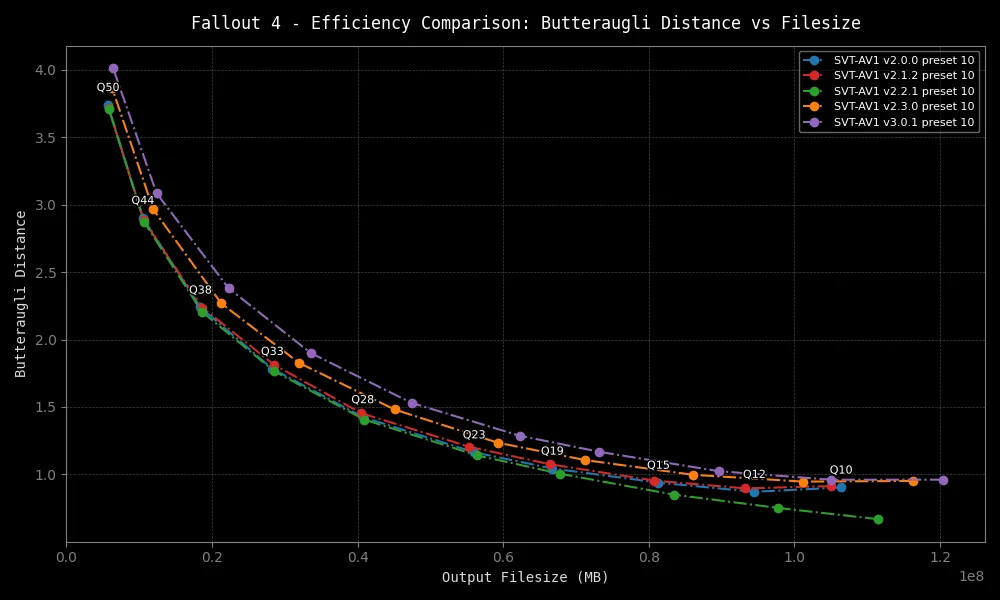 Fallout 4 - Efficiency Comparison: Butteraugli Distance vs Filesize
SVT-AV1 v2.0.0 preset 10
SVT-AV1 v2.1.2 preset 10
SVT-AV1 v2.2.1 preset 10
SVT-AV1 v2.3.0 preset 10
SVT-AV1 v3.0.1 preset 10
Butteraugli Distance
4.0
3.5
3.0
2.5
2.0
1.5
1.0
Q50
Q44
Q38
Q33
Q28
Q23
Q19
Q15
Q12
Q10
0.0 0.2 0.4 0.6 0.8 1.0 1.2
1e8
Output Filesize (MB)